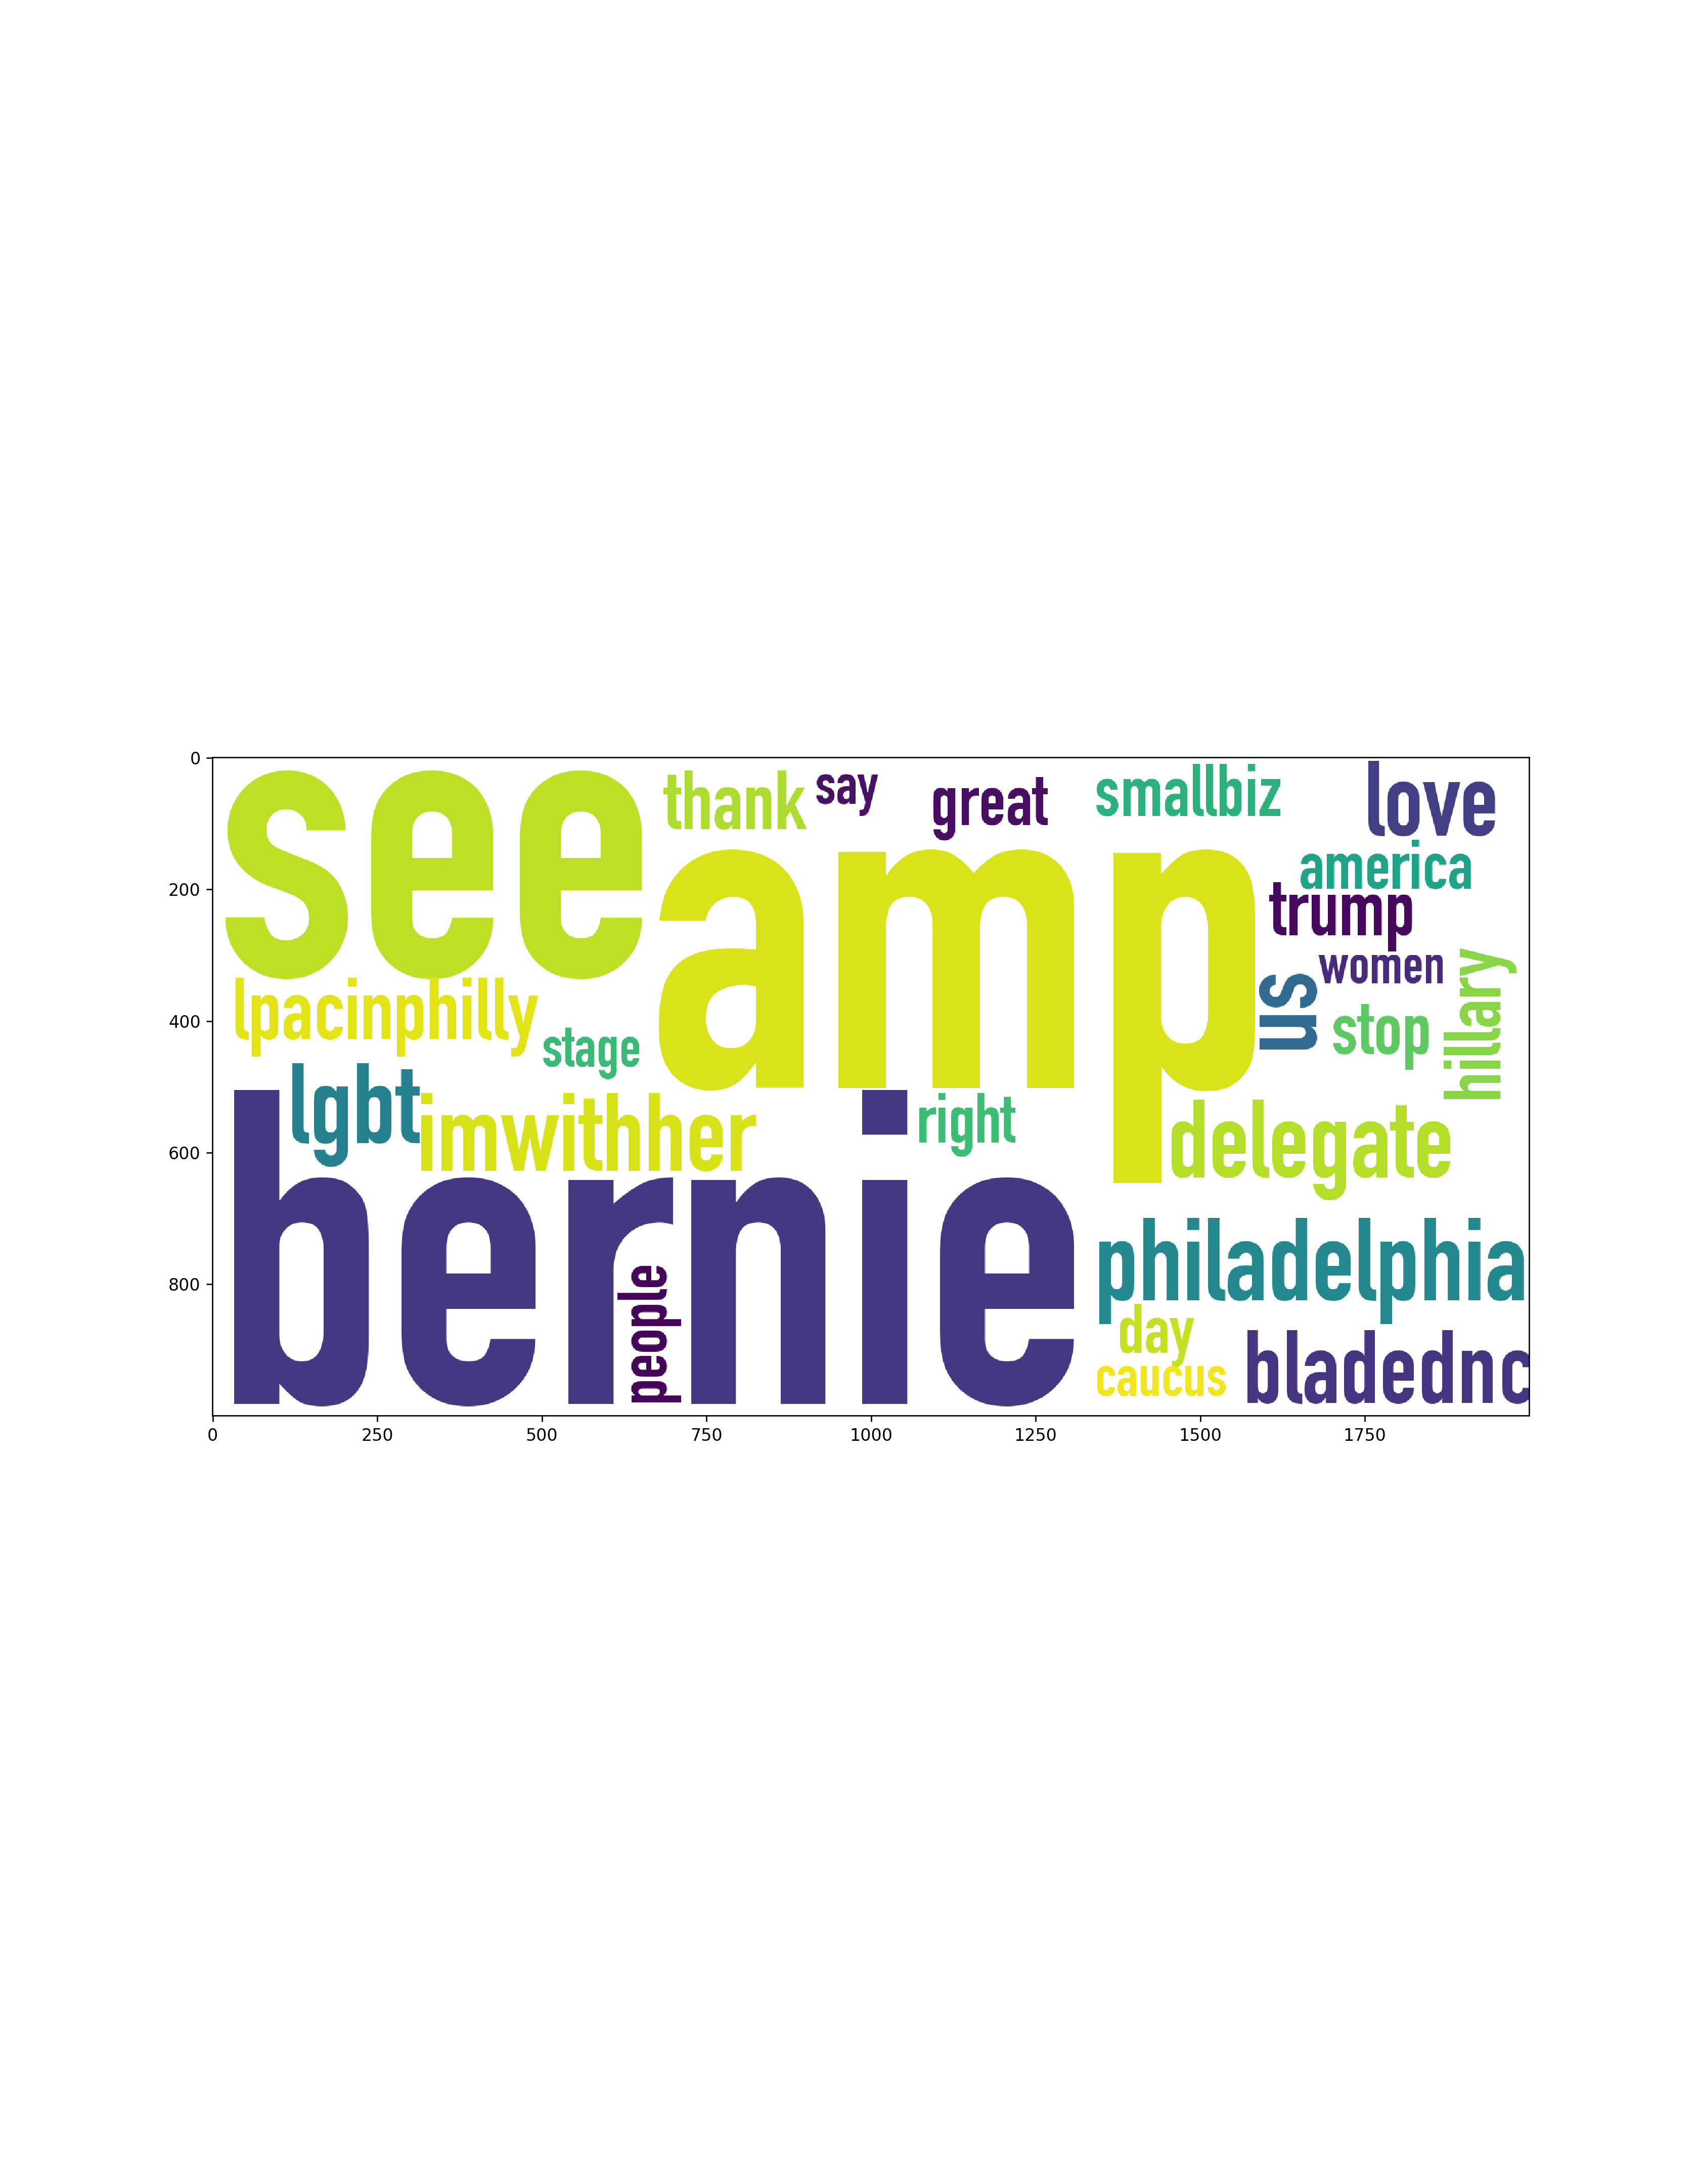 0
200
400
600
800
see
thank
say
great
smallbiz
love
amp
america
trump
women
us
stop
hillary
lpacinphilly
stage
lgbt
imwithher
right
delegate
bernie
people
philadelphia
day
caucus
bladednc
0 250 500 750 1000 1250 1500 1750